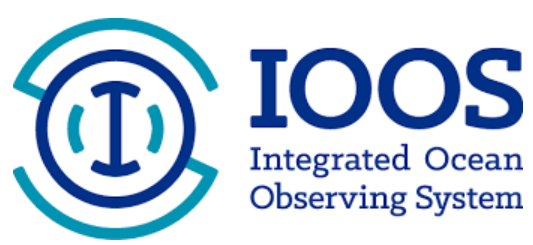 IOOS
Integrated Ocean
Observing System